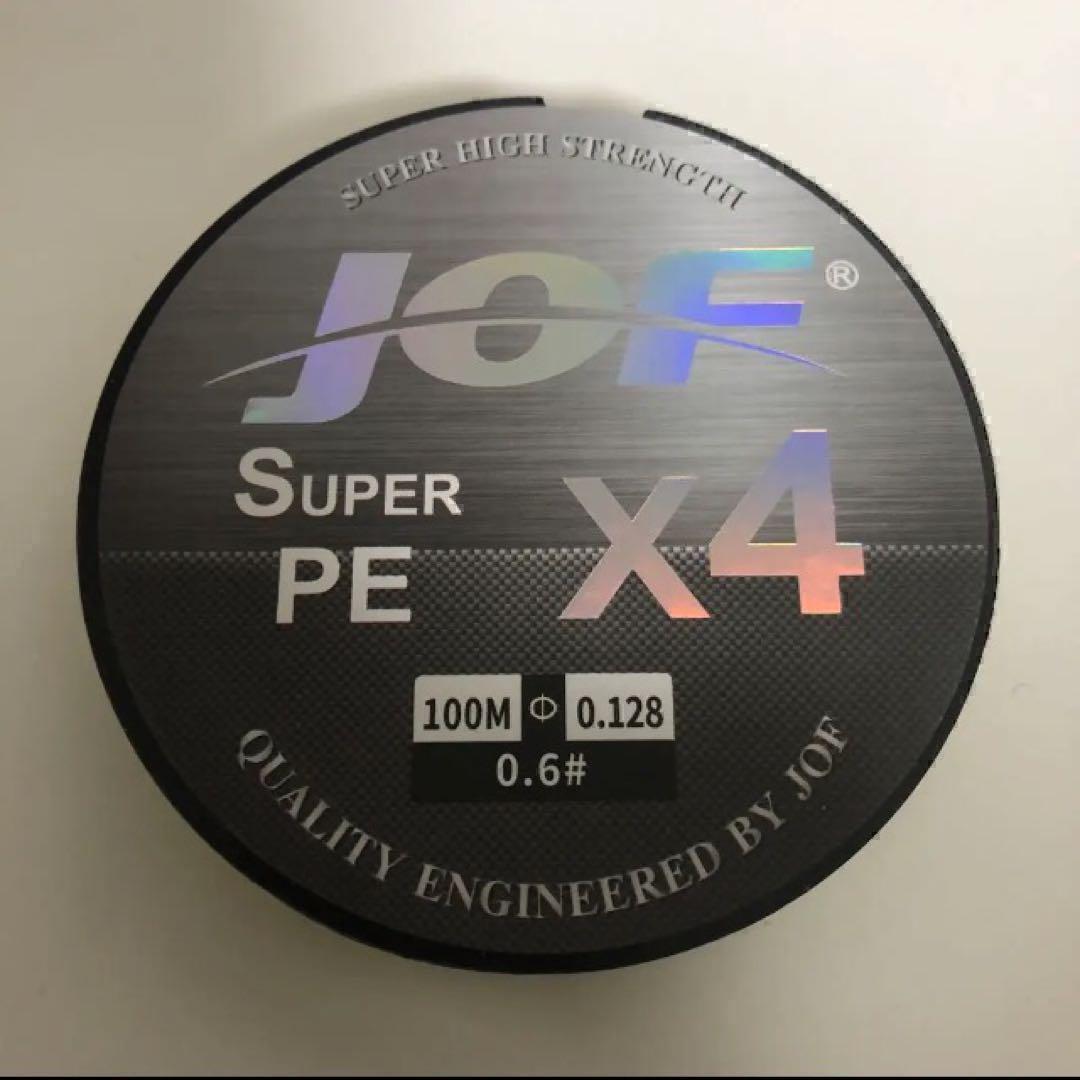 SUPER HIGH STRENGTH
JOF®
SUPER
PE
X4
100M Φ 0.128
0.6#
QUALITY ENGINEERED BY JOF